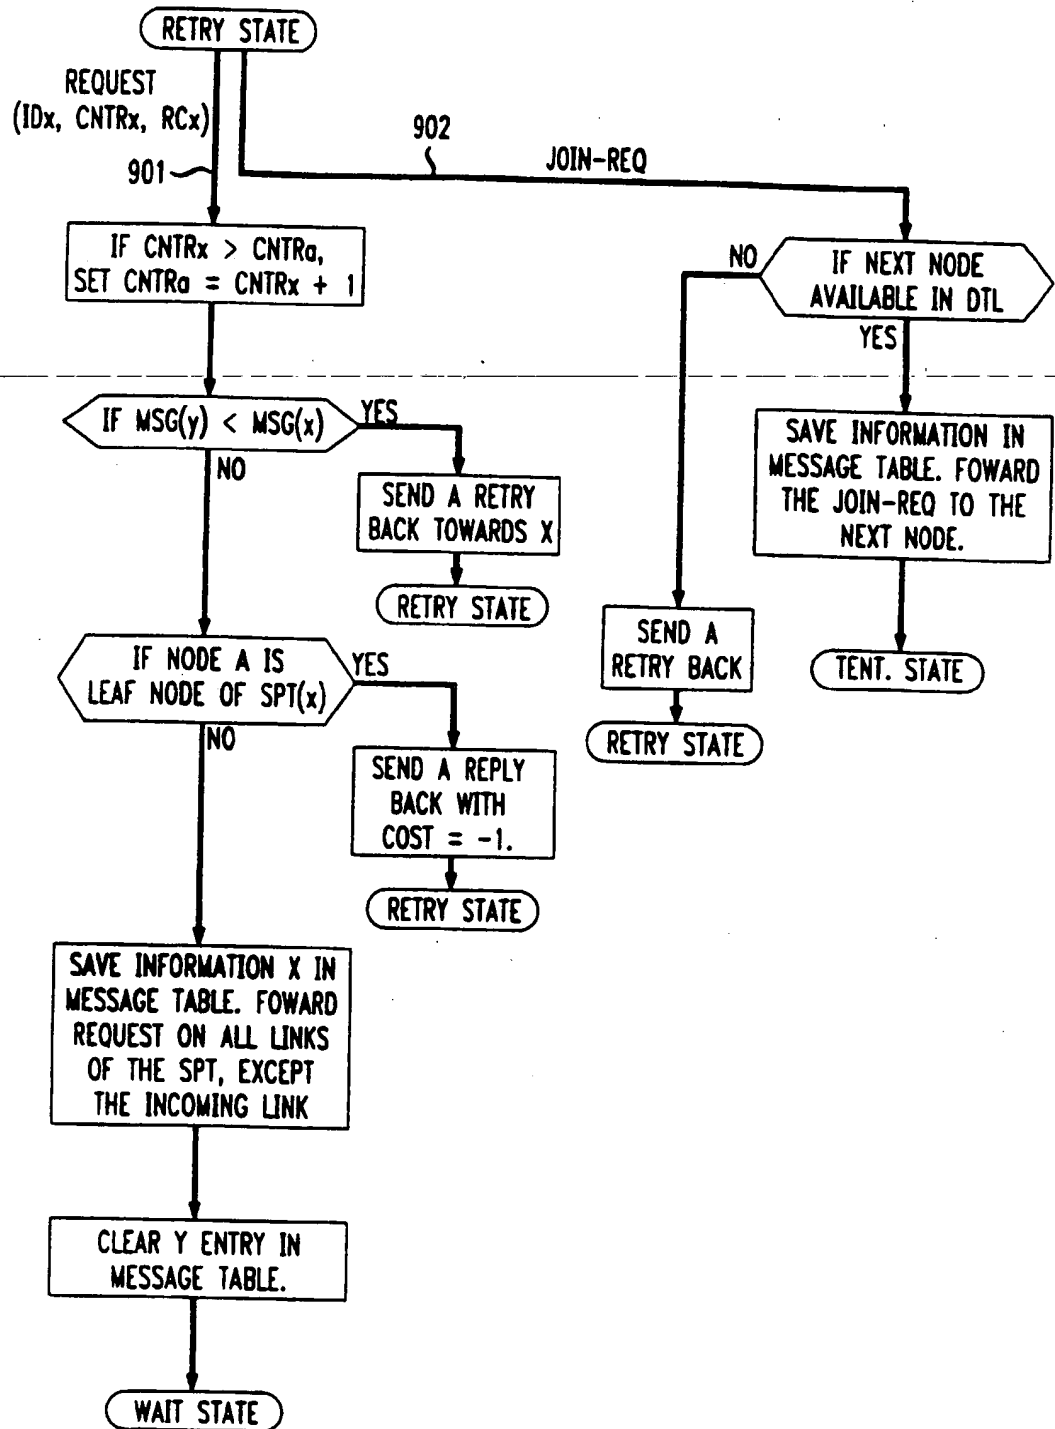 RETRY STATE
REQUEST
(IDx, CNTRx, RCx)
901
902
JOIN-REQ
IF CNTRx > CNTRa,
SET CNTRa = CNTRx + 1
NO
IF NEXT NODE
AVAILABLE IN DTL
YES
IF MSG(y) < MSG(x)
YES
NO
SEND A RETRY
BACK TOWARDS X
RETRY STATE
SAVE INFORMATION IN
MESSAGE TABLE. FOWARD
THE JOIN-REQ TO THE
NEXT NODE.
SEND A
RETRY BACK
RETRY STATE
TENT. STATE
IF NODE A IS
LEAF NODE OF SPT(x)
YES
NO
SEND A REPLY
BACK WITH
COST = -1.
RETRY STATE
SAVE INFORMATION X IN
MESSAGE TABLE. FOWARD
REQUEST ON ALL LINKS
OF THE SPT, EXCEPT
THE INCOMING LINK
CLEAR Y ENTRY IN
MESSAGE TABLE.
WAIT STATE